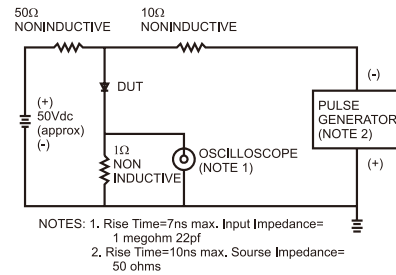 50Ω
NONINDUCTIVE
10Ω
NONINDUCTIVE
(+)
50Vdc
(approx)
(-)
DUT
1Ω
NON
INDUCTIVE
OSCILLOSCOPE
(NOTE 1)
(-)
PULSE
GENERATOR
(NOTE 2)
(+)
NOTES: 1. Rise Time=7ns max. Input Impedance=
1 megohm 22pf
2. Rise Time=10ns max. Sourse Impedance=
50 ohms